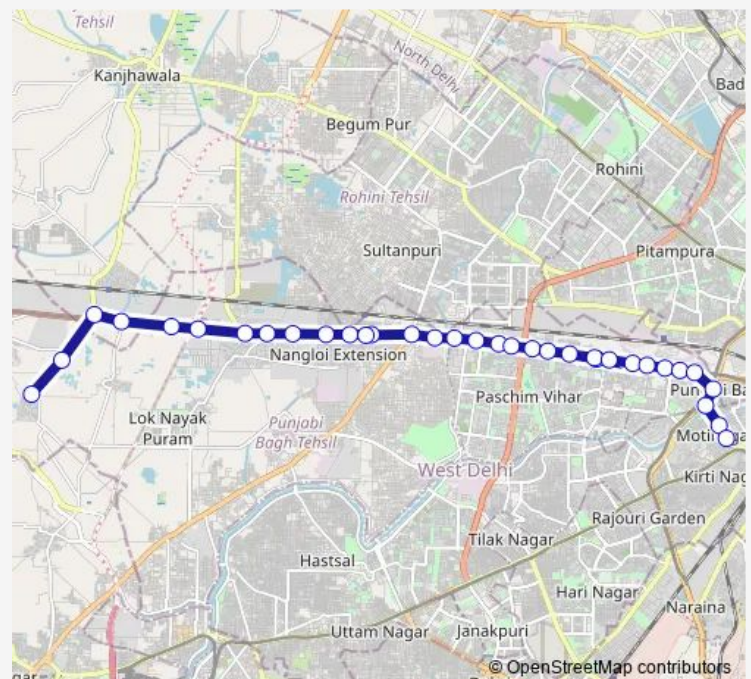 Tehsil
Kanjhawala
North Delhi
Bad
Begum Pur
Rohini
Rohini Tehsil
Sultanpuri
Pitampura
Nangloi Extension
Paschim Vihar
Lok Nayak
Puram
Punjabi
Bagh Tehsil
West Delhi
Kirti Nag
Rajouri Garden
Tilak Nagar
Hastsal
Hari Nagar
Naraina
Uttam Nagar
Janakpuri
gar
© OpenStreetMap contributors